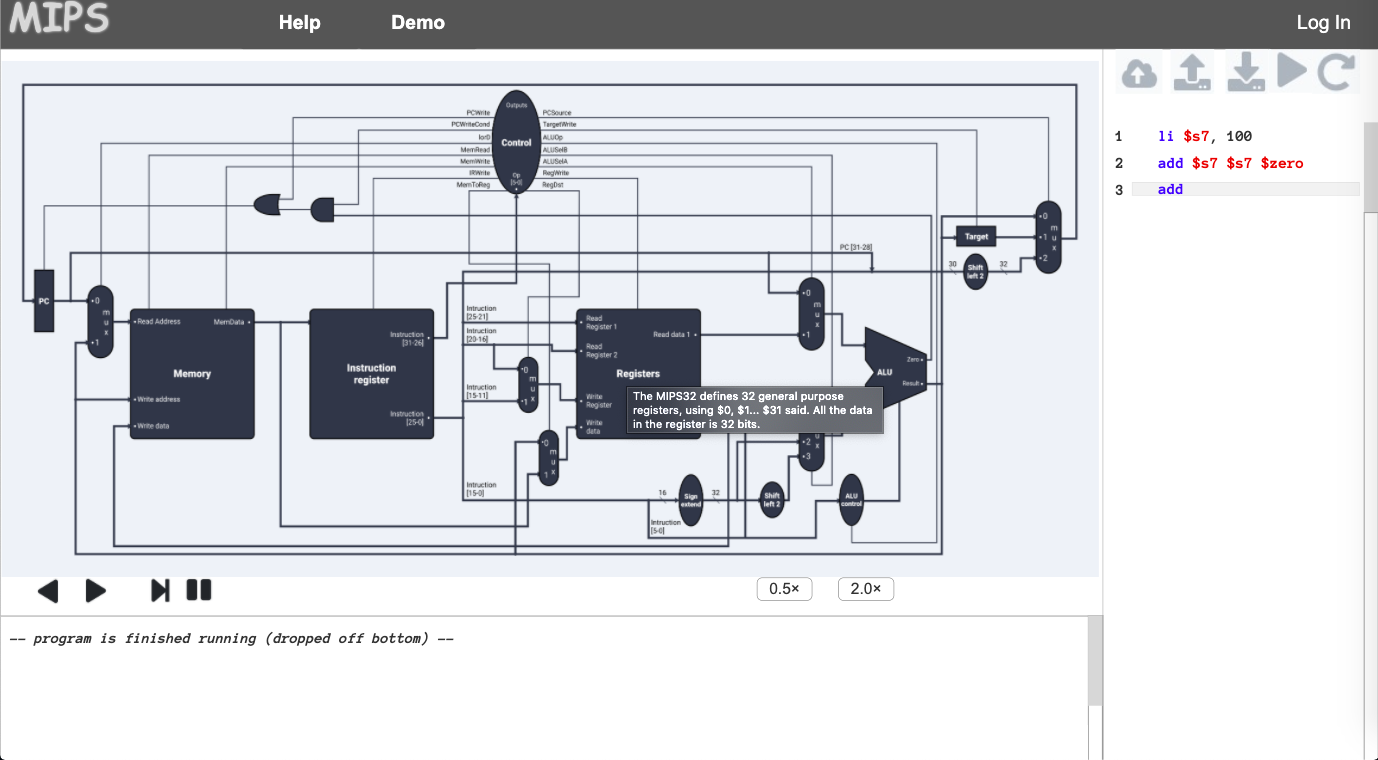 MIPS
Help
Demo
Log In
Outputs
Control
Op
[5-0]
PCWrite
PCWriteCond
IorD
MemRead
MemWrite
IRWrite
MemToReg
PCSource
TargetWrite
ALUOp
ALUSelB
ALUSelA
RegWrite
RegDst
PC
0
m
u
x
1
Read Address
MemData
Memory
Write address
Write data
Instruction
[31-26]
Instruction
register
Instruction
[25-0]
Intruction
[25-21]
Intruction
[20-16]
Intruction
[15-11]
Intruction
[15-0]
0
m
u
x
1
0
m
u
x
1
Read
Register 1
Read data 1
Read
Register 2
Registers
Write
Register
Write
data
The MIPS32 defines 32 general purpose
registers, using $0, $1... $31 said. All the data
in the register is 32 bits.
0
m
u
x
1
u
2
x
3
Zero
ALU
Result
PC [31-28]
30
Shift
left 2
32
Target
0
m
1
u
x
2
16
Sign
extend
32
Shift
left 2
ALU
control
Intruction
[5-0]
0.5×
2.0×
-- program is finished running (dropped off bottom) --
1 li $s7, 100
2 add $s7 $s7 $zero
3 add